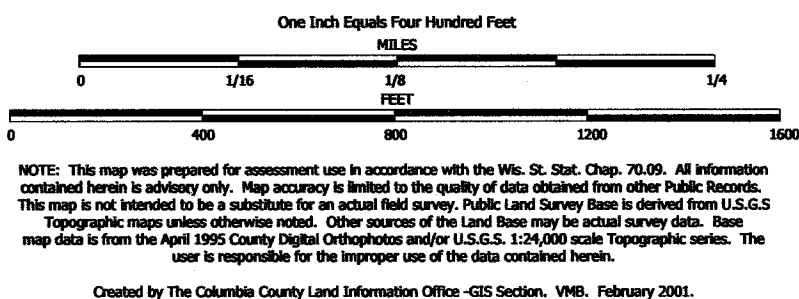 One Inch Equals Four Hundred Feet
MILES
0 1/16 1/8 1/4
FEET
0 400 800 1200 1600
NOTE: This map was prepared for assessment use in accordance with the Wis. St. Stat. Chap. 70.09. All information
contained herein is advisory only. Map accuracy is limited to the quality of data obtained from other Public Records.
This map is not intended to be a substitute for an actual field survey. Public Land Survey Base is derived from U.S.G.S
Topographic maps unless otherwise noted. Other sources of the Land Base may be actual survey data. Base
map data is from the April 1995 County Digital Orthophotos and/or U.S.G.S. 1:24,000 scale Topographic series. The
user is responsible for the improper use of the data contained herein.
Created by The Columbia County Land Information Office -GIS Section. VMB. February 2001.